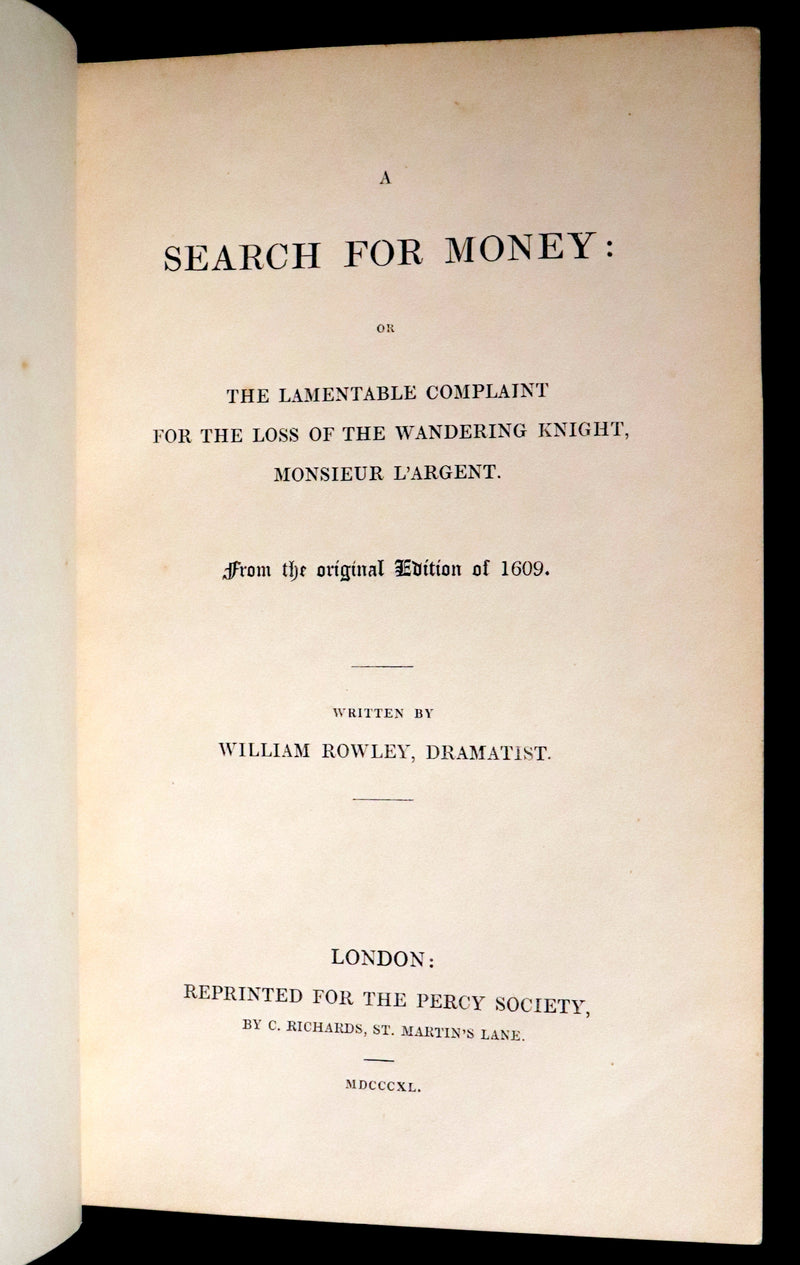 A
SEARCH FOR MONEY:
OR
THE LAMENTABLE COMPLAINT
FOR THE LOSS OF THE WANDERING KNIGHT,
MONSIEUR L'ARGENT.
From the original Edition of 1609.
WRITTEN BY
WILLIAM ROWLEY, DRAMATIST.
LONDON:
REPRINTED FOR THE PERCY SOCIETY,
BY C. RICHARDS, ST. MARTIN'S LANE.
MDCCCXL.